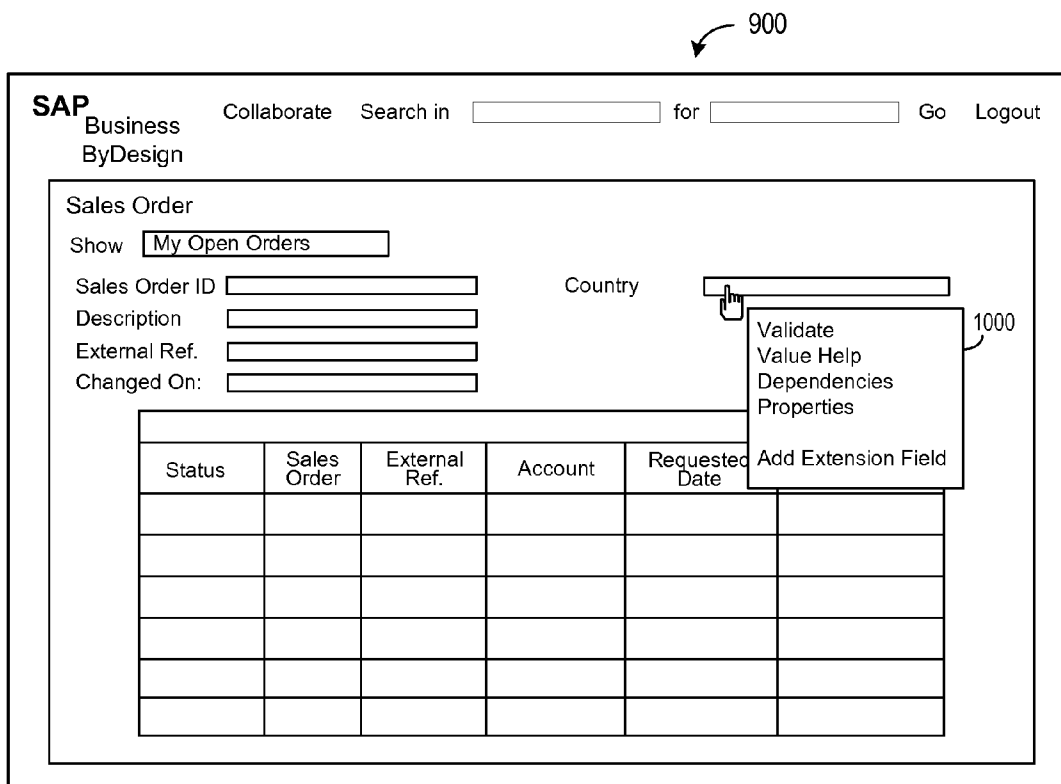 900
SAP
Business
ByDesign
Collaborate Search in for Go Logout
Sales Order
Show My Open Orders
Sales Order ID
Country
Description
External Ref.
Changed On:
1000
Validate
Value Help
Dependencies
Properties
Add Extension Field
Status
Sales
Order
External
Ref.
Account
Requested
Date